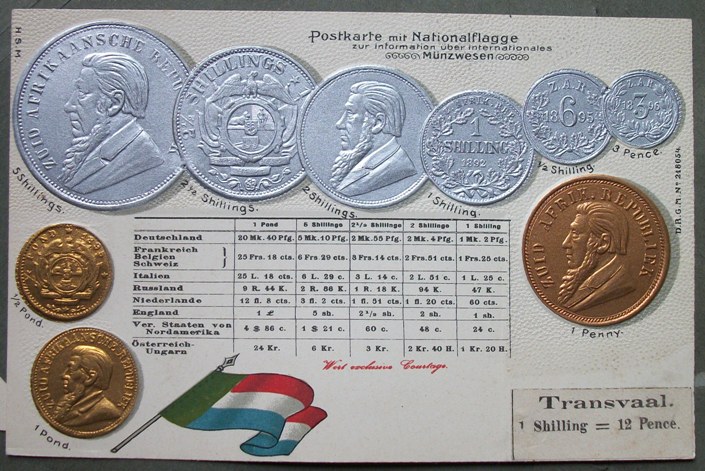 H.S.M.
Postkarte mit Nationalflagge
zur Information über internationales
Münzwesen
ZUID AFRIKAANSCHE REPU
2½ SHILLINGS
1
SHILLING
1892
Z.A.R.
6
1895
Z.A.R.
3
5 Shillings.
2½ Shillings.
2 Shillings.
1 Shilling.
½ Shilling
3 Pence.
D.R.G.M. Nº 218054.
ZUID AFRIK. REPUBLIEK
1 Penny.
½ Pond.
1 Pond.
1 Pond 5 Shillings 2½ Shillinge 2 Shillings 1 Shilling
Deutschland 20 Mk. 40 Pfg. 5 Mk. 10 Pfg. 2 Mk. 55 Pfg. 2 Mk. 4 Pfg. 1 Mk. 2 Pfg.
Frankreich
Belgien } 25 Frs. 18 cts. 6 Frs. 29 cts. 3 Frs. 14 cts. 2 Frs. 51 cts. 1 Frs. 25 cts.
Schweiz
Italien 25 L. 18 c. 6 L. 29 c. 3 L. 14 c. 2 L. 51 c. 1 L. 25 c.
Russland 9 R. 44 K. 2 R. 36 K. 1 R. 18 K. 94 K. 47 K.
Niederlande 12 fl. 8 cts. 3 fl. 2 cts. 1 fl. 51 cts. 1 fl. 20 cts. 60 cts.
England 1 £ 5 sh. 2½ sh. 2 sh. 1 sh.
Ver. Staaten von
Nordamerika 4 $ 86 c. 1 $ 21 c. 60 c. 48 c. 24 c.
Österreich-
Ungarn 24 Kr. 6 Kr. 3 Kr. 2 Kr. 40 H. 1 Kr. 20 H.
Wert exclusive Courtage.
Transvaal.
1 Shilling = 12 Pence.